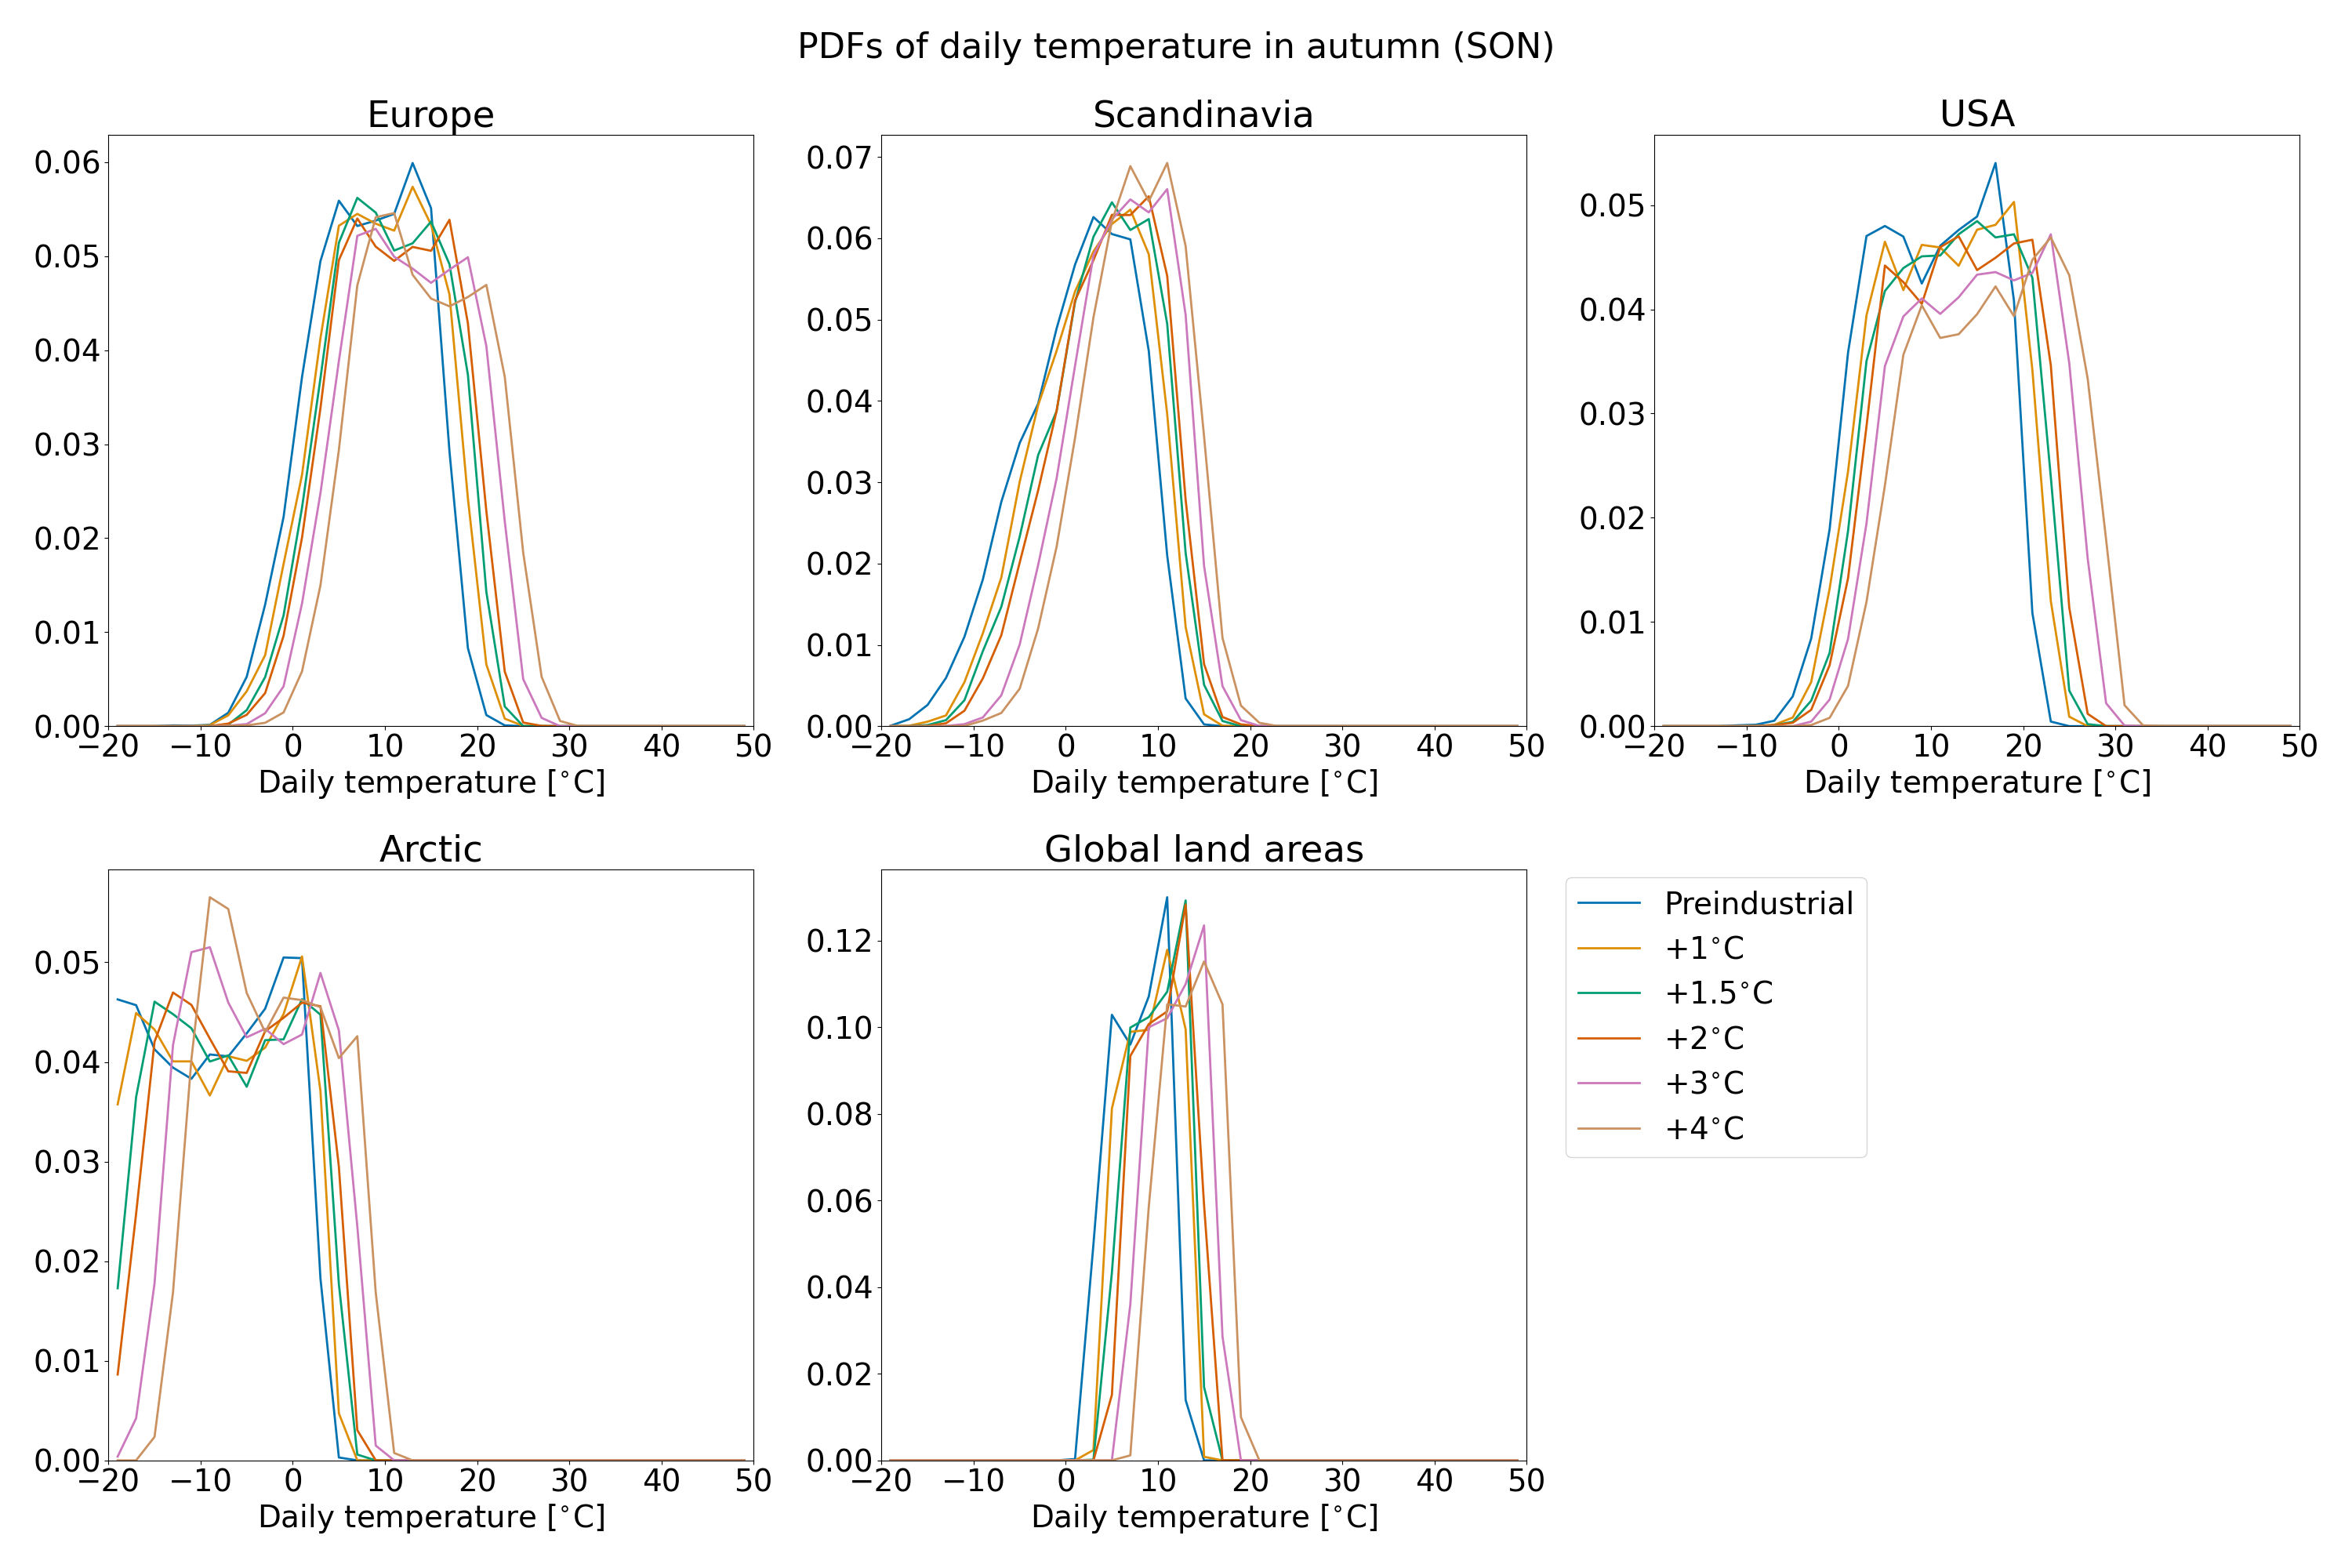 PDFs of daily temperature in autumn (SON)
Europe
0.06
0.05
0.04
0.03
0.02
0.01
0.00
−20 −10 0 10 20 30 40 50
Daily temperature [°C]
Scandinavia
0.07
0.06
0.05
0.04
0.03
0.02
0.01
0.00
−20 −10 0 10 20 30 40 50
Daily temperature [°C]
USA
0.05
0.04
0.03
0.02
0.01
0.00
−20 −10 0 10 20 30 40 50
Daily temperature [°C]
Arctic
0.05
0.04
0.03
0.02
0.01
0.00
−20 −10 0 10 20 30 40 50
Daily temperature [°C]
Global land areas
0.12
0.10
0.08
0.06
0.04
0.02
0.00
−20 −10 0 10 20 30 40 50
Daily temperature [°C]
Preindustrial
+1°C
+1.5°C
+2°C
+3°C
+4°C